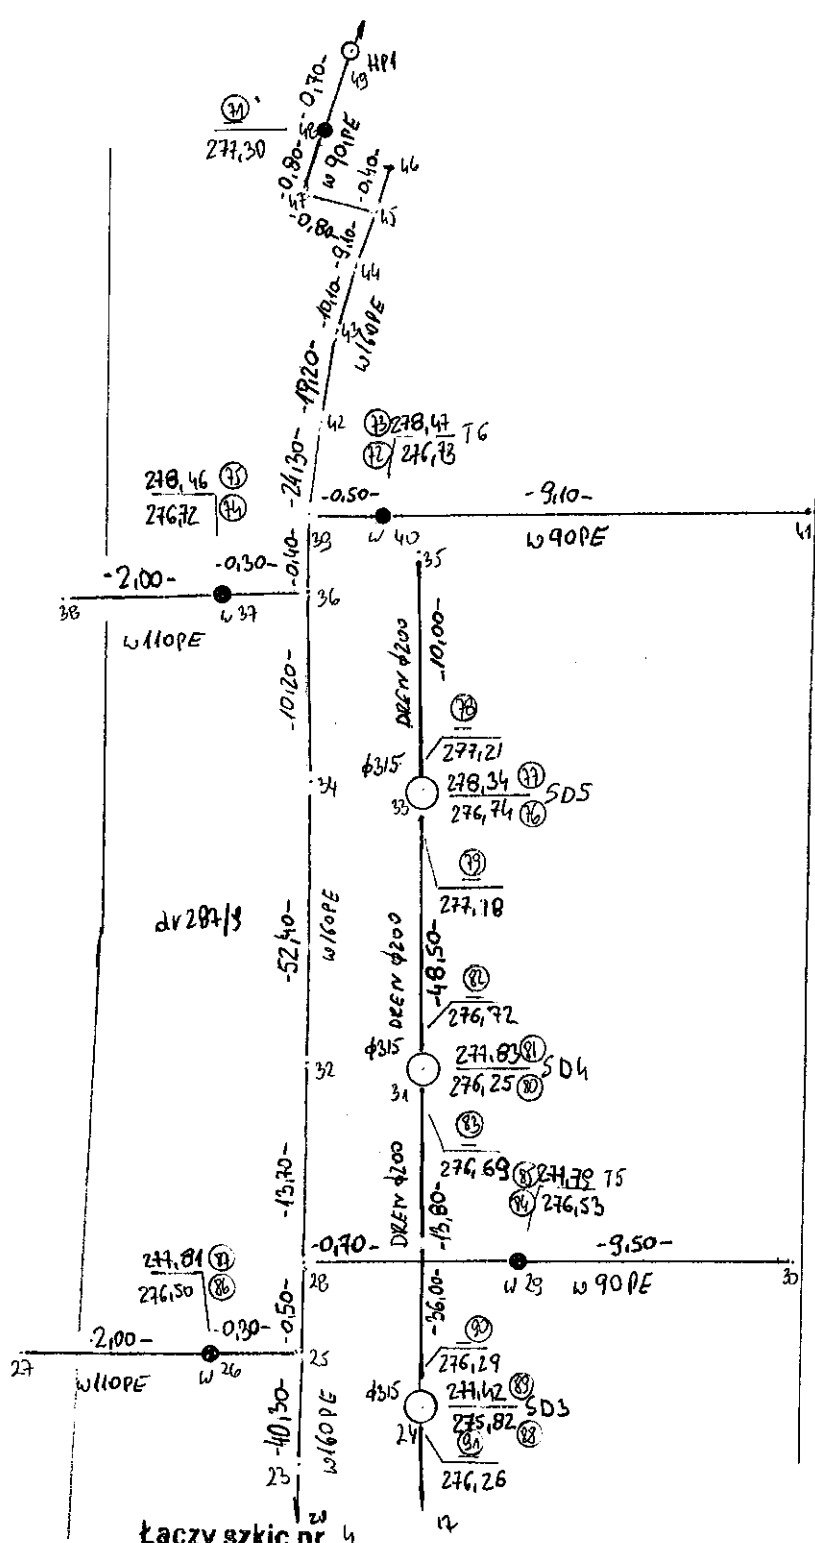 HP1
49
-0,70-
71
277,30
48
w 90 PE
-0,90-
-0,40-
46
47
-0,80-
45
-9,10-
44
-10,10-
43
w160PE
-19,20-
42
73 278,47 T6
72 276,73
-24,30-
278,46 75
276,72 74
-0,50-
-9,10-
39
w 40
w 90PE
41
-0,40-
35
-2,00-
-0,30-
38
w 37
36
w110PE
DREN φ200
-10,00-
-10,20-
78
277,21
φ315
34
33
278,34 77
276,74 76
SD5
79
277,18
dr 287/9
-52,40-
w160PE
DREN φ200
-48,50-
82
276,72
φ315
32
31
277,83 81
276,25 80
SD4
83
276,69
85 277,79 T5
84 276,53
-13,70-
DREN φ200
-13,80-
-0,70-
-9,50-
277,81 87
276,50 86
28
w 29
w 90PE
30
-0,50-
-36,00-
2,00-
-0,30-
27
w110PE
w 26
25
90
276,29
φ315
24
277,42 89
275,82 88
SD3
91
276,26
-40,30-
w160PE
23
20
17
Łączy szkic nr 4